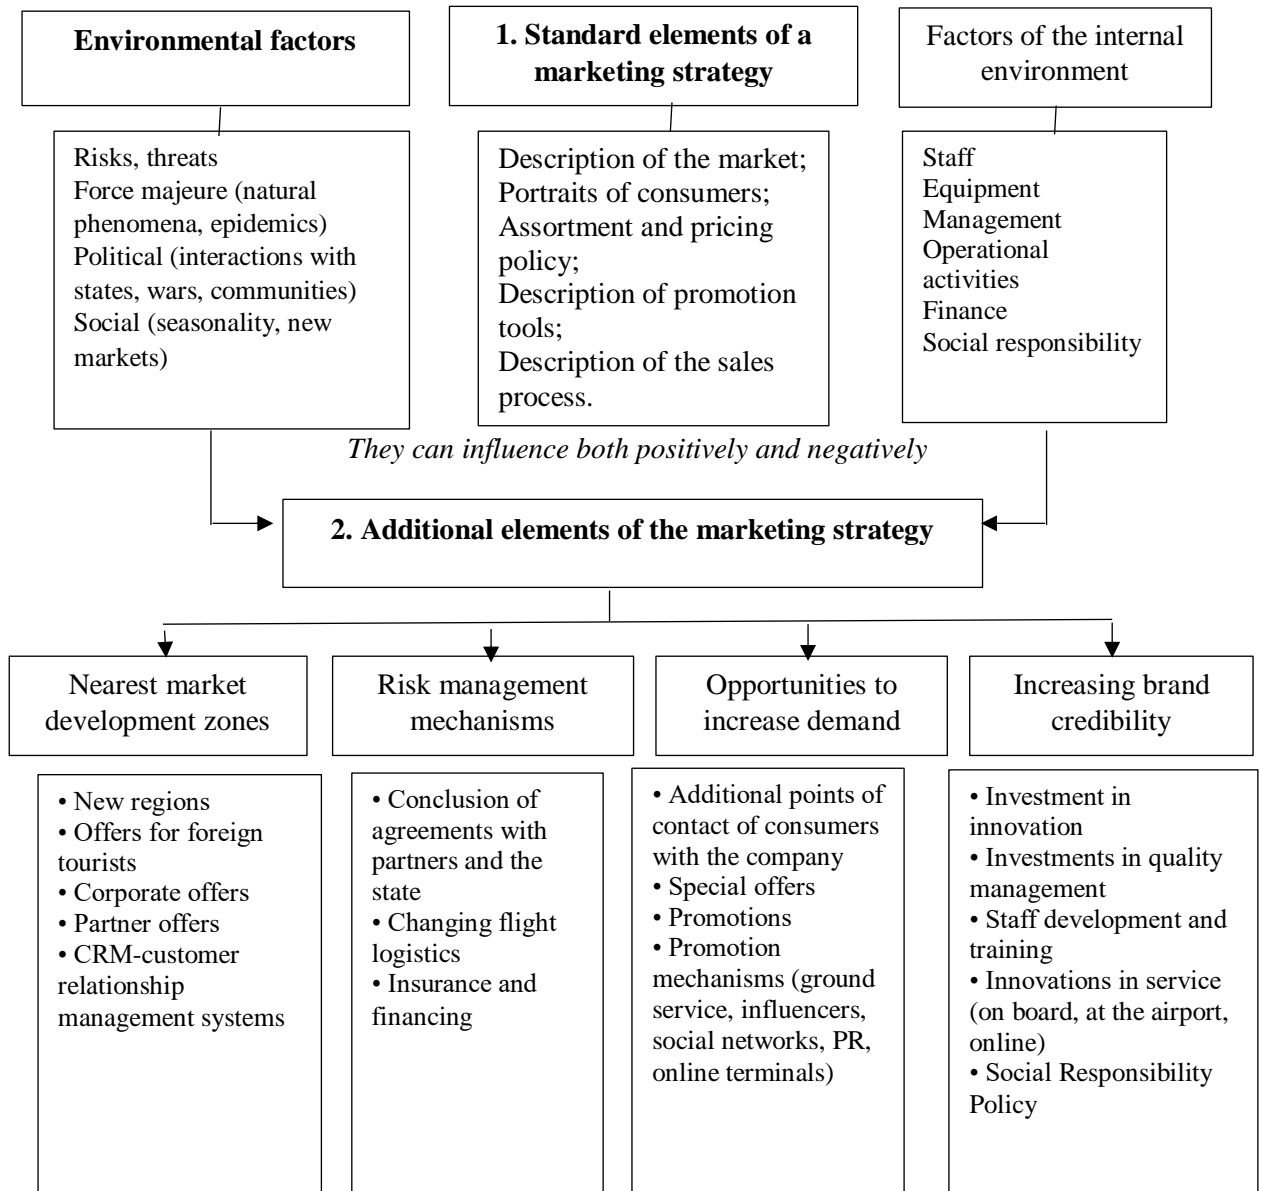 Environmental factors
1. Standard elements of a
marketing strategy
Factors of the internal
environment
Risks, threats
Force majeure (natural
phenomena, epidemics)
Political (interactions with
states, wars, communities)
Social (seasonality, new
markets)
Description of the market;
Portraits of consumers;
Assortment and pricing
policy;
Description of promotion
tools;
Description of the sales
process.
Staff
Equipment
Management
Operational
activities
Finance
Social responsibility
They can influence both positively and negatively
2. Additional elements of the marketing strategy
Nearest market
development zones
Risk management
mechanisms
Opportunities to
increase demand
Increasing brand
credibility
• New regions
• Offers for foreign
tourists
• Corporate offers
• Partner offers
• CRM-customer
relationship
management systems
• Conclusion of
agreements with
partners and the
state
• Changing flight
logistics
• Insurance and
financing
• Additional points of
contact of consumers
with the company
• Special offers
• Promotions
• Promotion
mechanisms (ground
service, influencers,
social networks, PR,
online terminals)
• Investment in
innovation
• Investments in quality
management
• Staff development and
training
• Innovations in service
(on board, at the airport,
online)
• Social Responsibility
Policy